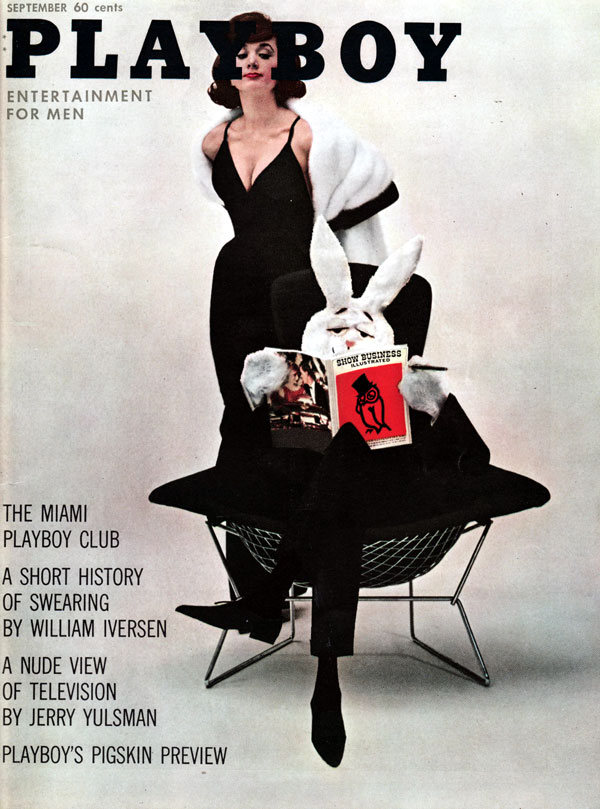 SEPTEMBER 60 cents
PLAYBOY
ENTERTAINMENT
FOR MEN
SHOW BUSINESS
ILLUSTRATED
THE MIAMI
PLAYBOY CLUB
A SHORT HISTORY
OF SWEARING
BY WILLIAM IVERSEN
A NUDE VIEW
OF TELEVISION
BY JERRY YULSMAN
PLAYBOY'S PIGSKIN PREVIEW